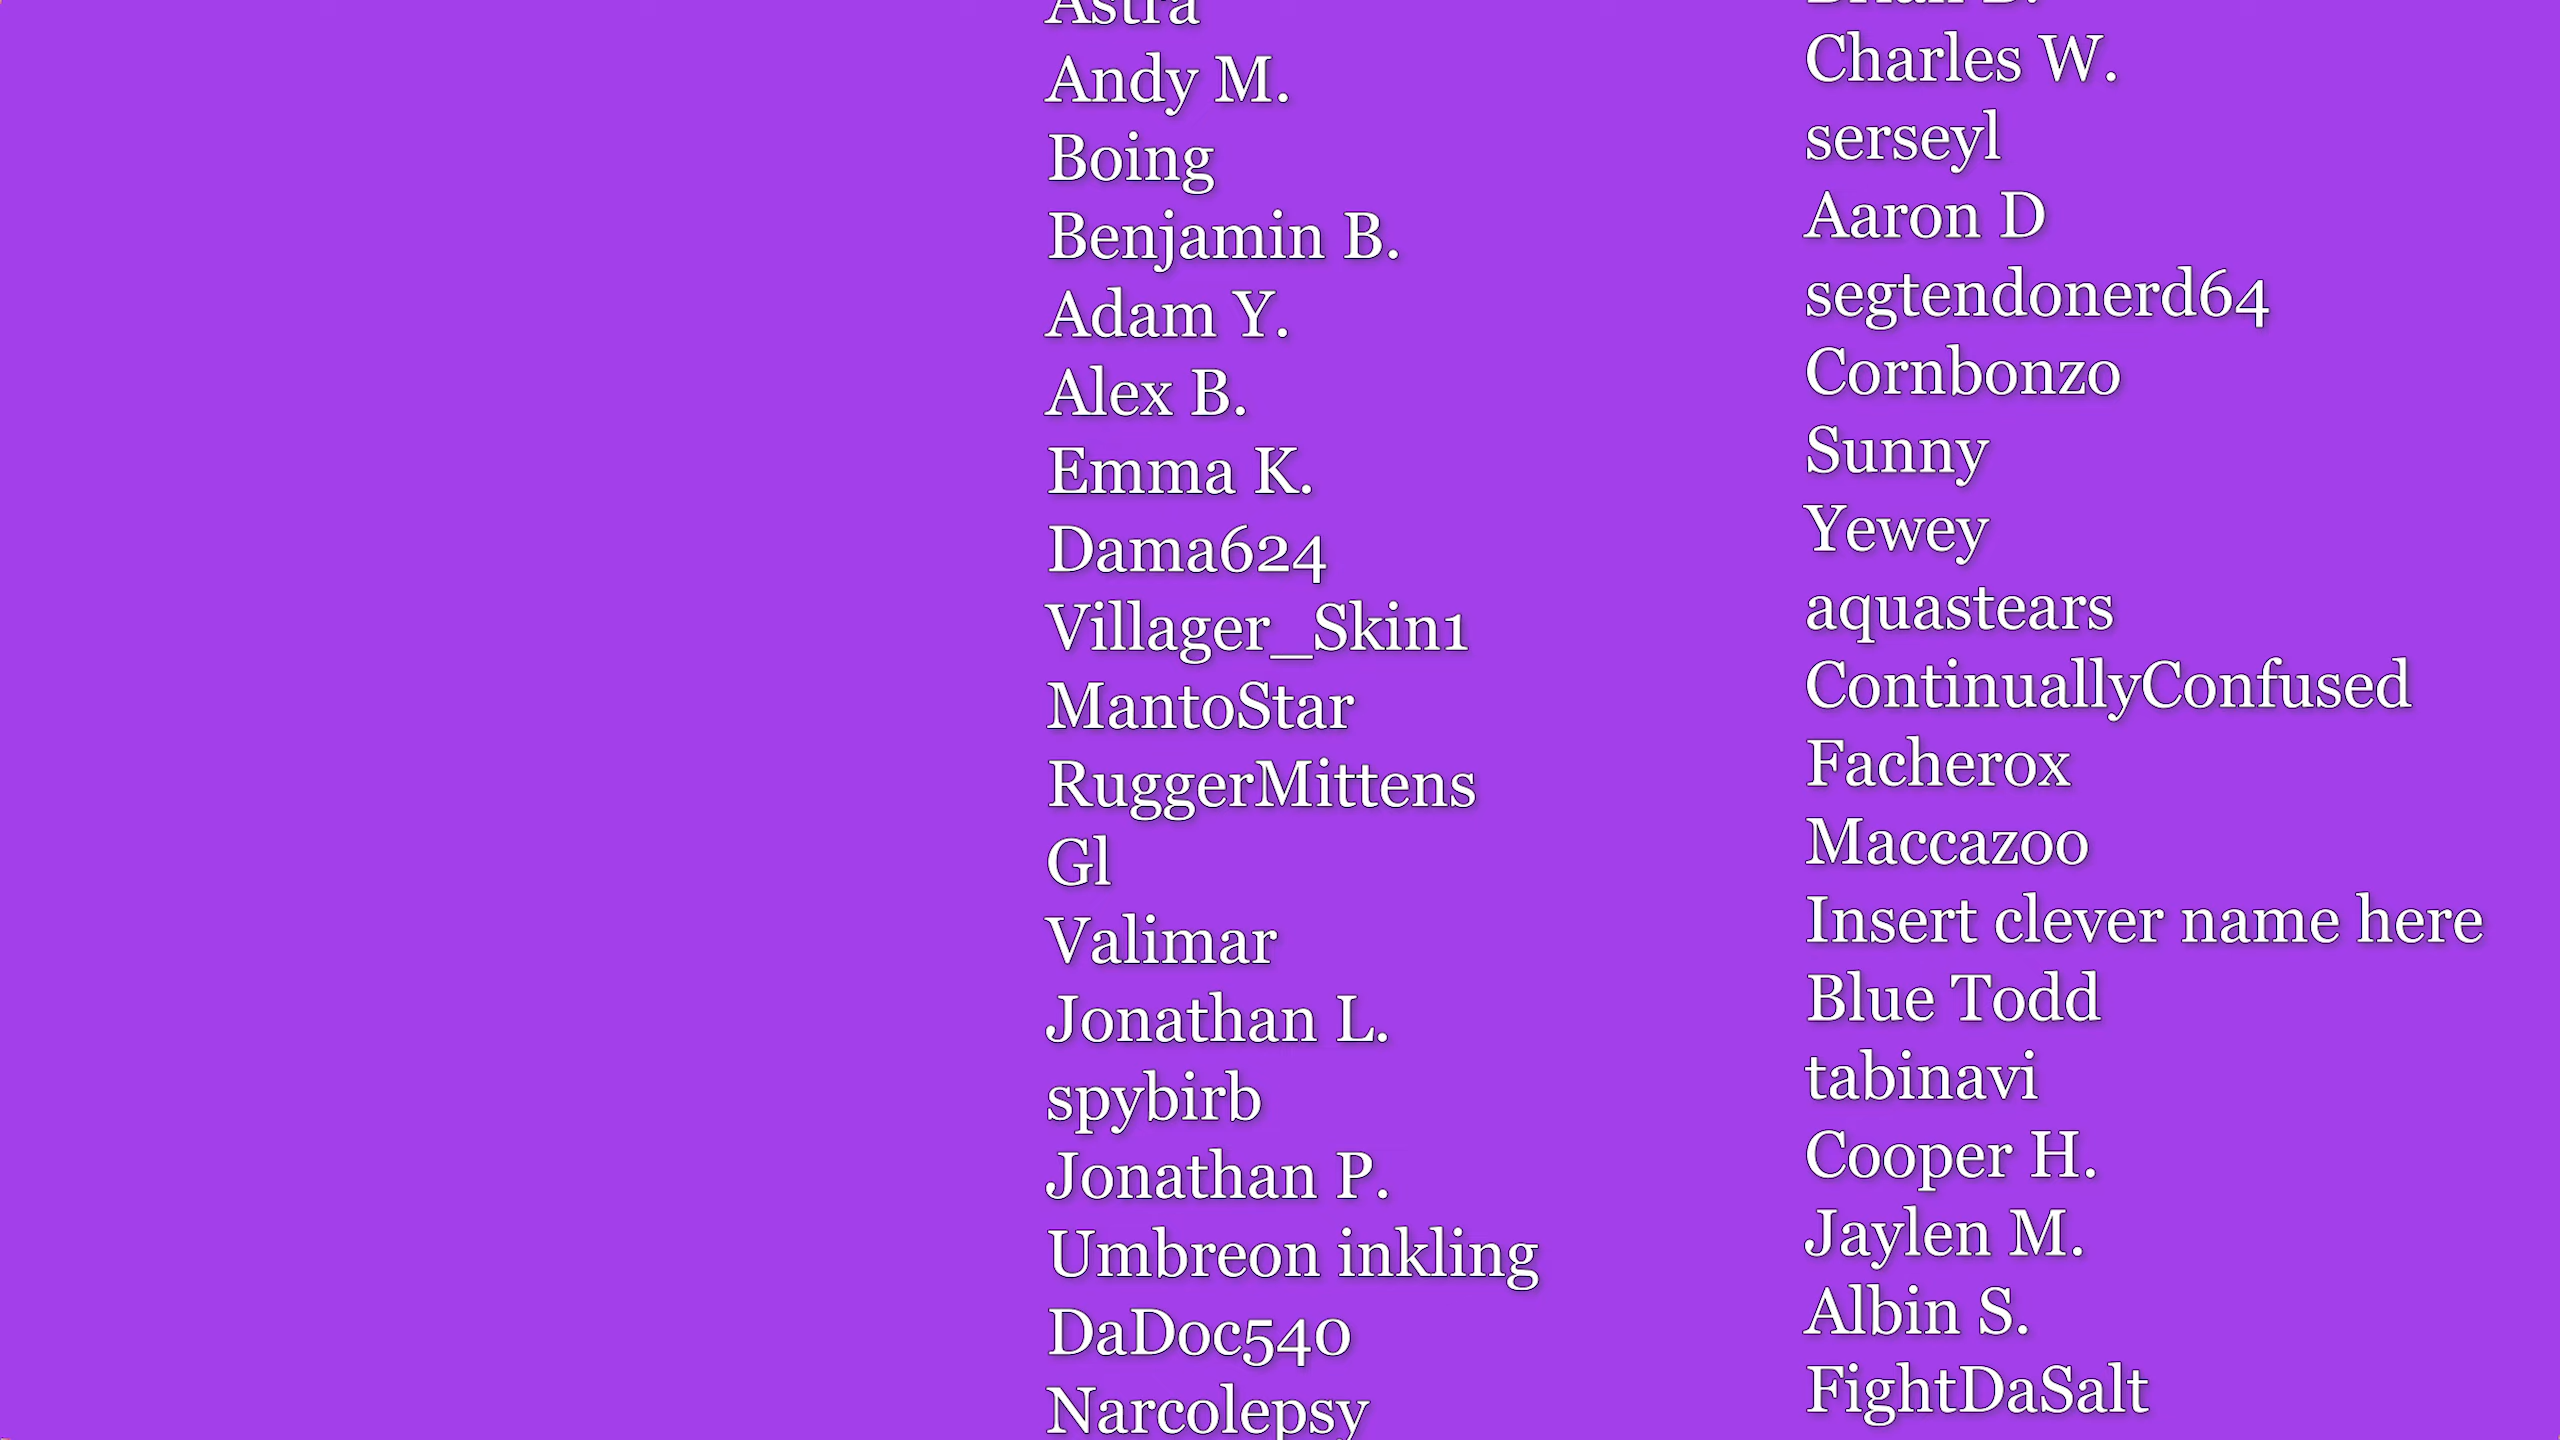 Astra
Andy M.
Boing
Benjamin B.
Adam Y.
Alex B.
Emma K.
Dama624
Villager_Skin1
MantoStar
RuggerMittens
Gl
Valimar
Jonathan L.
spybirb
Jonathan P.
Umbreon inkling
DaDoc540
Narcolepsy
Brian B.
Charles W.
serseyl
Aaron D
segtendonerd64
Cornbonzo
Sunny
Yewey
aquastears
ContinuallyConfused
Facherox
Maccazoo
Insert clever name here
Blue Todd
tabinavi
Cooper H.
Jaylen M.
Albin S.
FightDaSalt